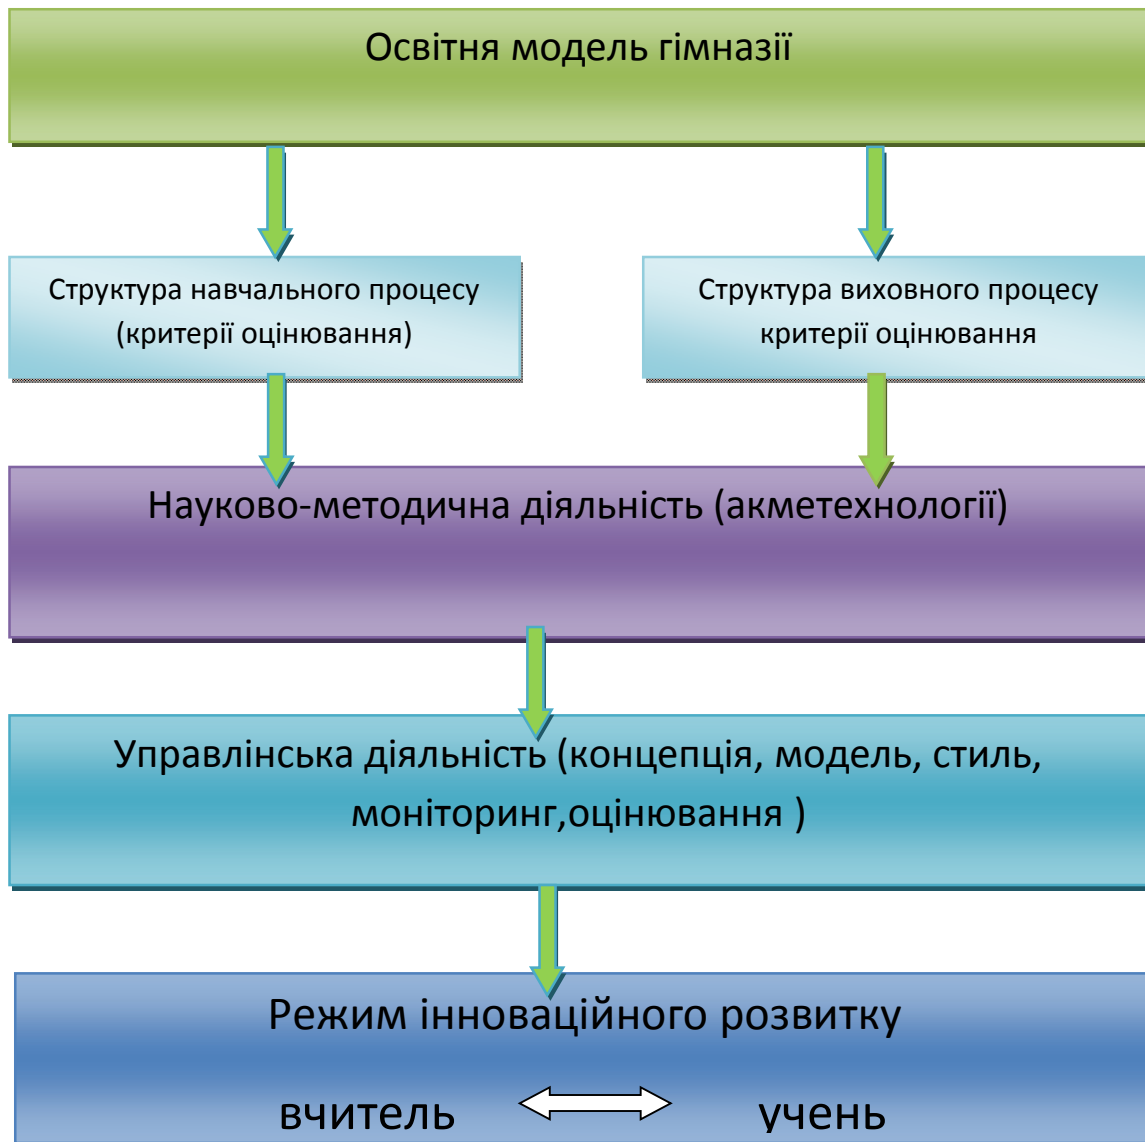 Освітня модель гімназії
Структура навчального процесу
(критерії оцінювання)
Структура виховного процесу
критерії оцінювання
Науково-методична діяльність (акметехнології)
Управлінська діяльність (концепція, модель, стиль,
моніторинг,оцінювання )
Режим інноваційного розвитку
вчитель учень